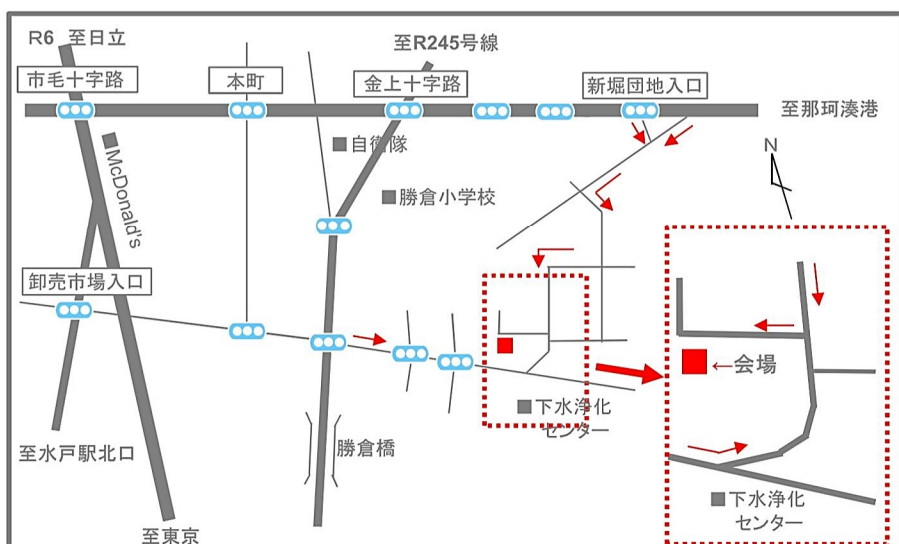 R6 至日立
至R245号線
市毛十字路
本町
金上十字路
新堀団地入口
至那珂湊港
McDonald's
自衛隊
N
勝倉小学校
卸売市場入口
←会場
下水浄化
センター
勝倉橋
至水戸駅北口
下水浄化
センター
至東京